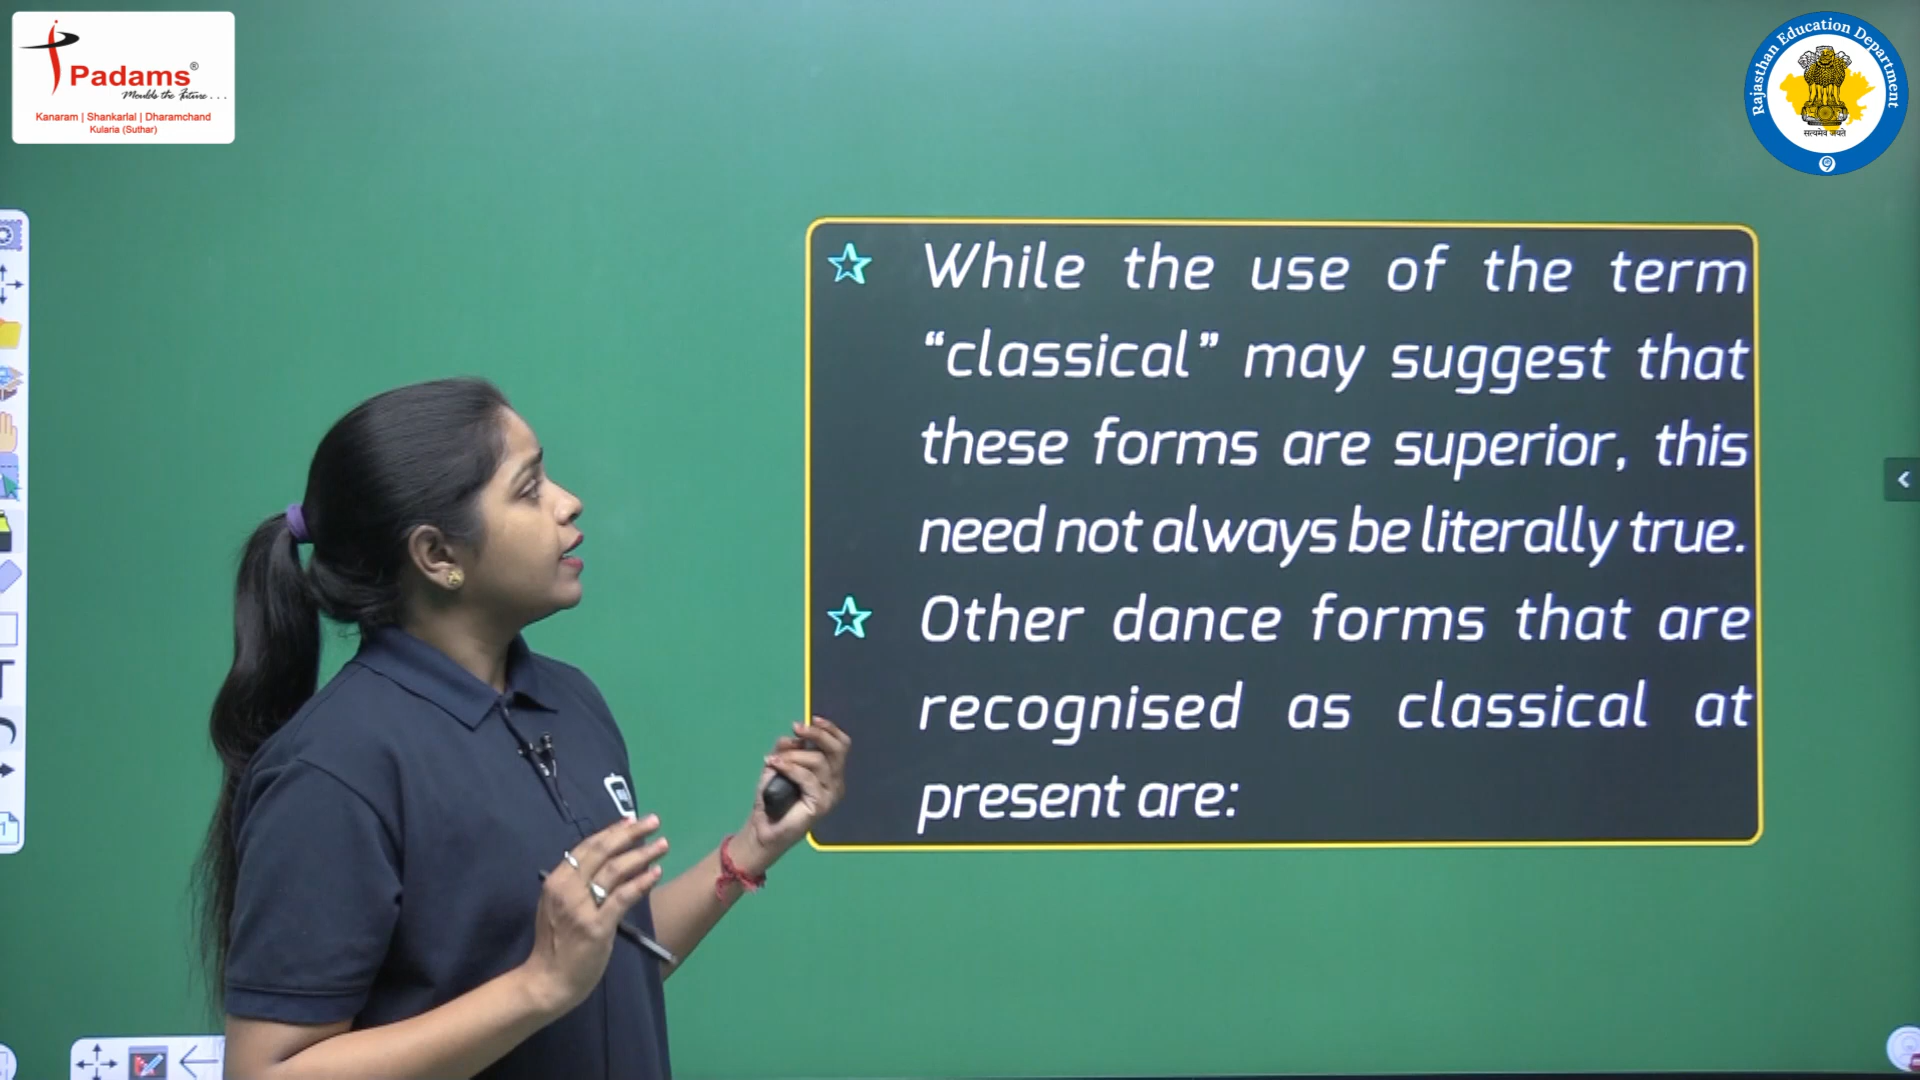 Padams®
Moulds the Future...
Kanaram | Shankarlal | Dharamchand
Kularia (Suthar)
Rajasthan Education Department
सत्यमेव जयते
While the use of the term
“classical” may suggest that
these forms are superior, this
need not always be literally true.
Other dance forms that are
recognised as classical at
present are: